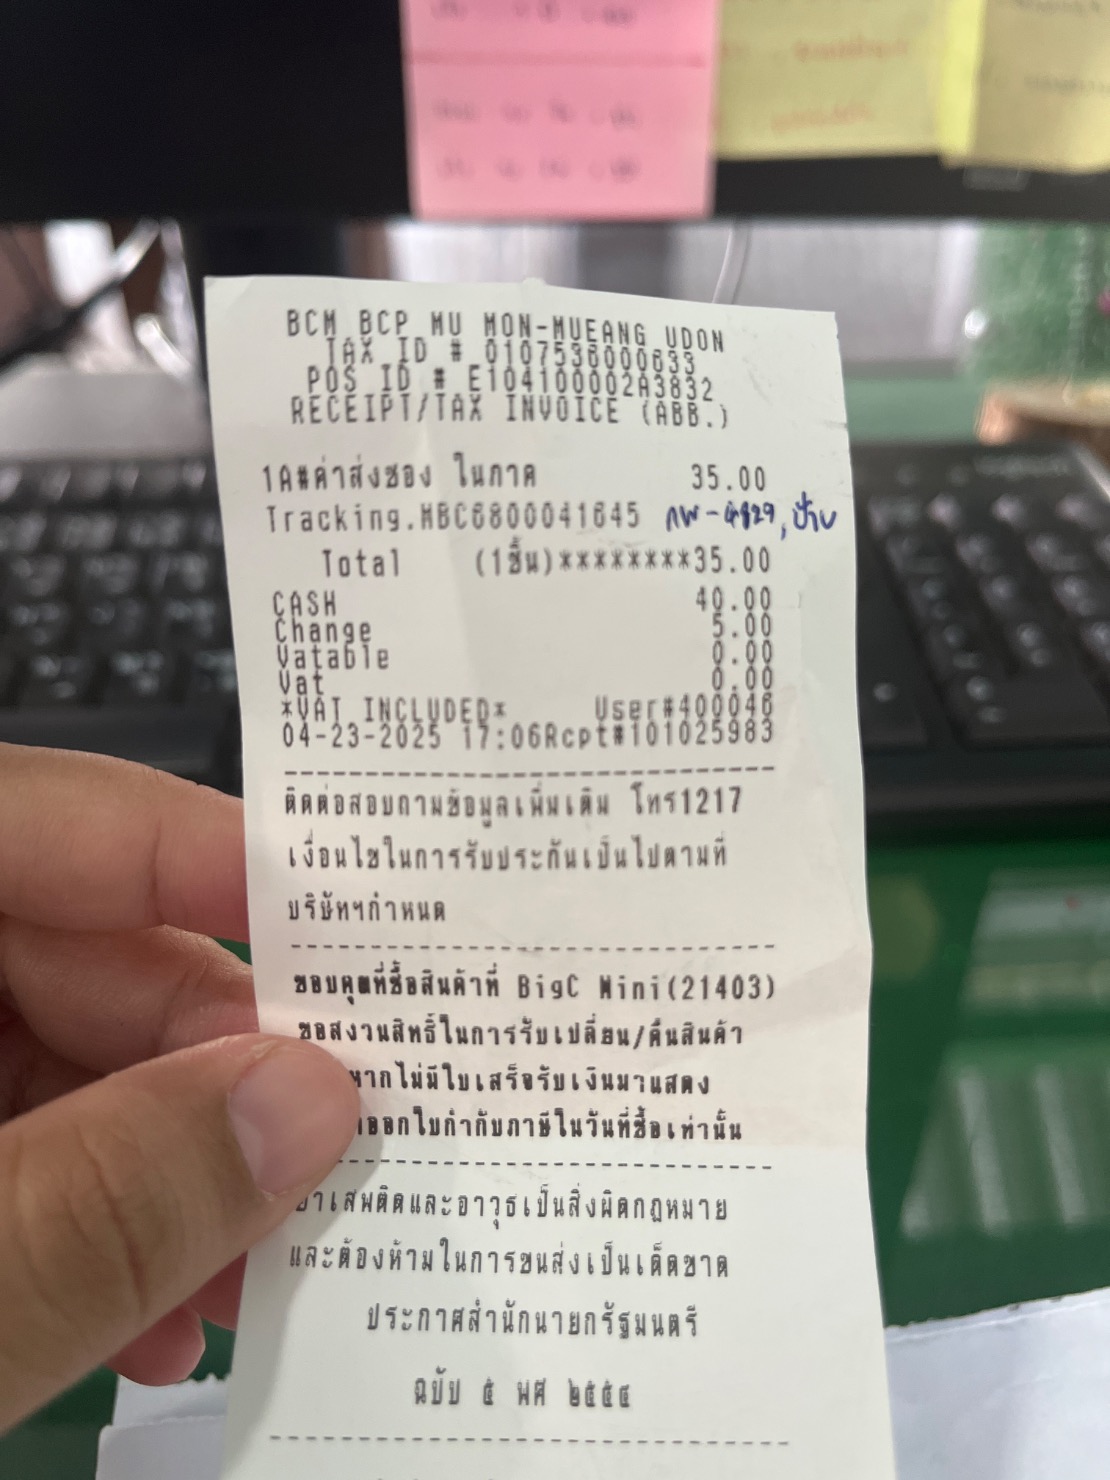 BCM BCP MU MON-MUEANG UDON
TAX ID # 0107536000633
POS ID # E104100002A3832
RECEIPT/TAX INVOICE (ABB.)
1A#ค่าส่งซอง ในภาค 35.00
Tracking.MBC6800041645 กพ-4829, ป้าย
Total (1ชิ้น)********35.00
CASH 40.00
Change 5.00
Vatable 0.00
Vat 0.00
*VAT INCLUDED* User#400046
04-23-2025 17:06Rcpt#101025983
ติดต่อสอบถามข้อมูลเพิ่มเติม โทร1217
เงื่อนไขในการรับประกันเป็นไปตามที่
บริษัทฯกำหนด
ขอบคุณที่ซื้อสินค้าที่ BigC Mini(21403)
ขอสงวนสิทธิ์ในการรับเปลี่ยน/คืนสินค้า
หากไม่มีใบเสร็จรับเงินมาแสดง
ออกใบกำกับภาษีในวันที่ซื้อเท่านั้น
ยาเสพติดและอาวุธเป็นสิ่งผิดกฎหมาย
และต้องห้ามในการขนส่งเป็นเด็ดขาด
ประกาศสำนักนายกรัฐมนตรี
ฉบับ ๕ พศ ๒๕๕๔